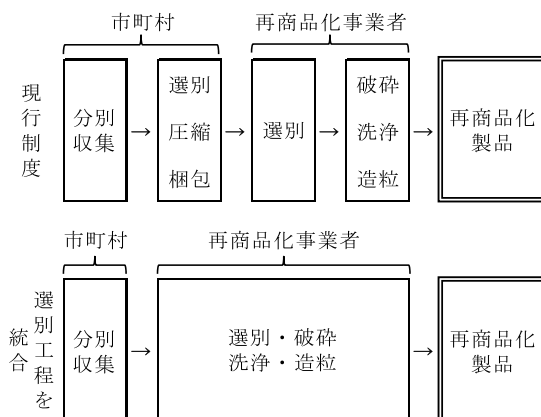 市町村
再商品化事業者
現行制度
分別
収集
→
選別
圧縮
梱包
→
選別
→
破砕
洗浄
造粒
→
再商品化
製品
市町村
再商品化事業者
選別工程を
統合
分別
収集
→
選別・破砕
洗浄・造粒
→
再商品化
製品